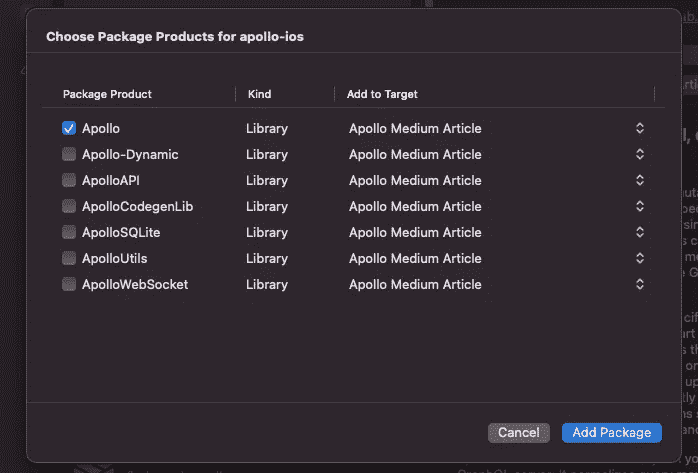 Choose Package Products for apollo-ios
Package Product Kind Add to Target
Apollo Library Apollo Medium Article
Apollo-Dynamic Library Apollo Medium Article
ApolloAPI Library Apollo Medium Article
ApolloCodegenLib Library Apollo Medium Article
ApolloSQLite Library Apollo Medium Article
ApolloUtils Library Apollo Medium Article
ApolloWebSocket Library Apollo Medium Article
Cancel Add Package